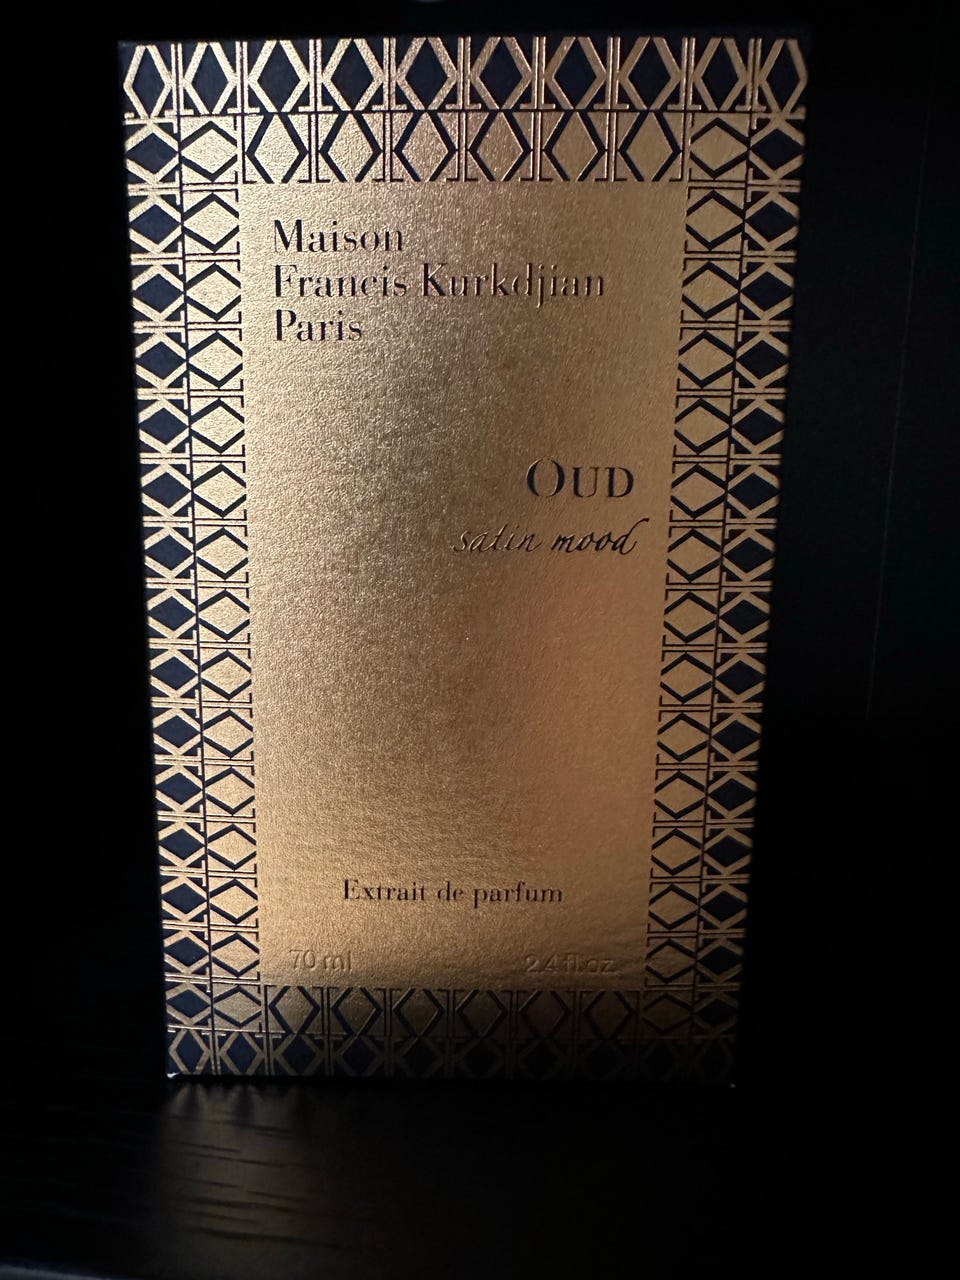 Maison
Francis Kurkdjian
Paris
OUD
satin mood
Extrait de parfum
70 ml 2.4 fl.oz.